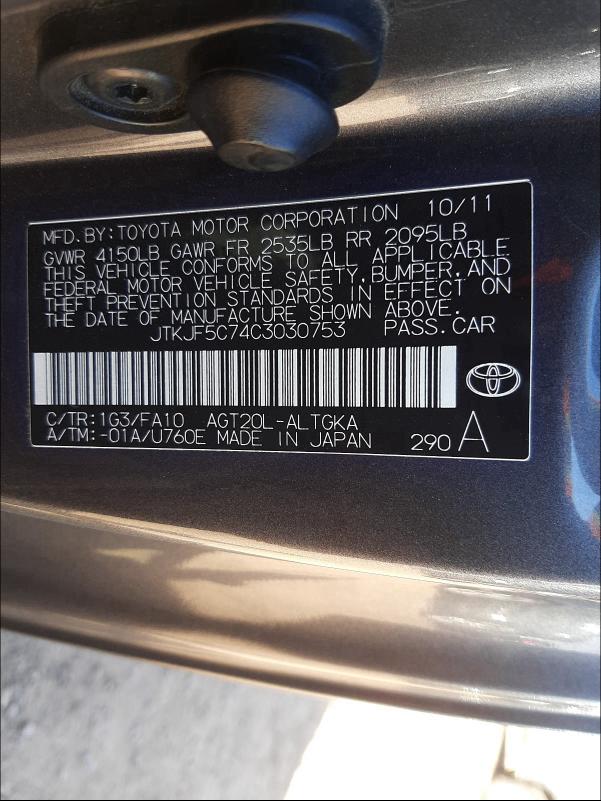 MFD. BY: TOYOTA MOTOR CORPORATION 10/11
GVWR 4150LB GAWR FR 2535LB RR 2095LB
THIS VEHICLE CONFORMS TO ALL APPLICABLE
FEDERAL MOTOR VEHICLE SAFETY, BUMPER, AND
THEFT PREVENTION STANDARDS IN EFFECT ON
THE DATE OF MANUFACTURE SHOWN ABOVE.
JTKJF5C74C3030753 PASS. CAR
C/TR: 1G3/FA10 AGT20L-ALTGKA
A/TM: -01A/U760E MADE IN JAPAN 290 A